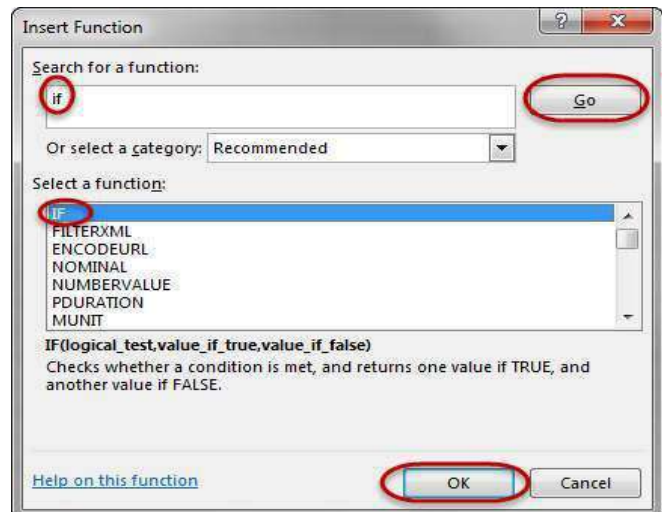 Insert Function
Search for a function:
if
Go
Or select a category: Recommended
Select a function:
IF
FILTERXML
ENCODEURL
NOMINAL
NUMBERVALUE
PDURATION
MUNIT
IF(logical_test,value_if_true,value_if_false)
Checks whether a condition is met, and returns one value if TRUE, and
another value if FALSE.
Help on this function
OK
Cancel